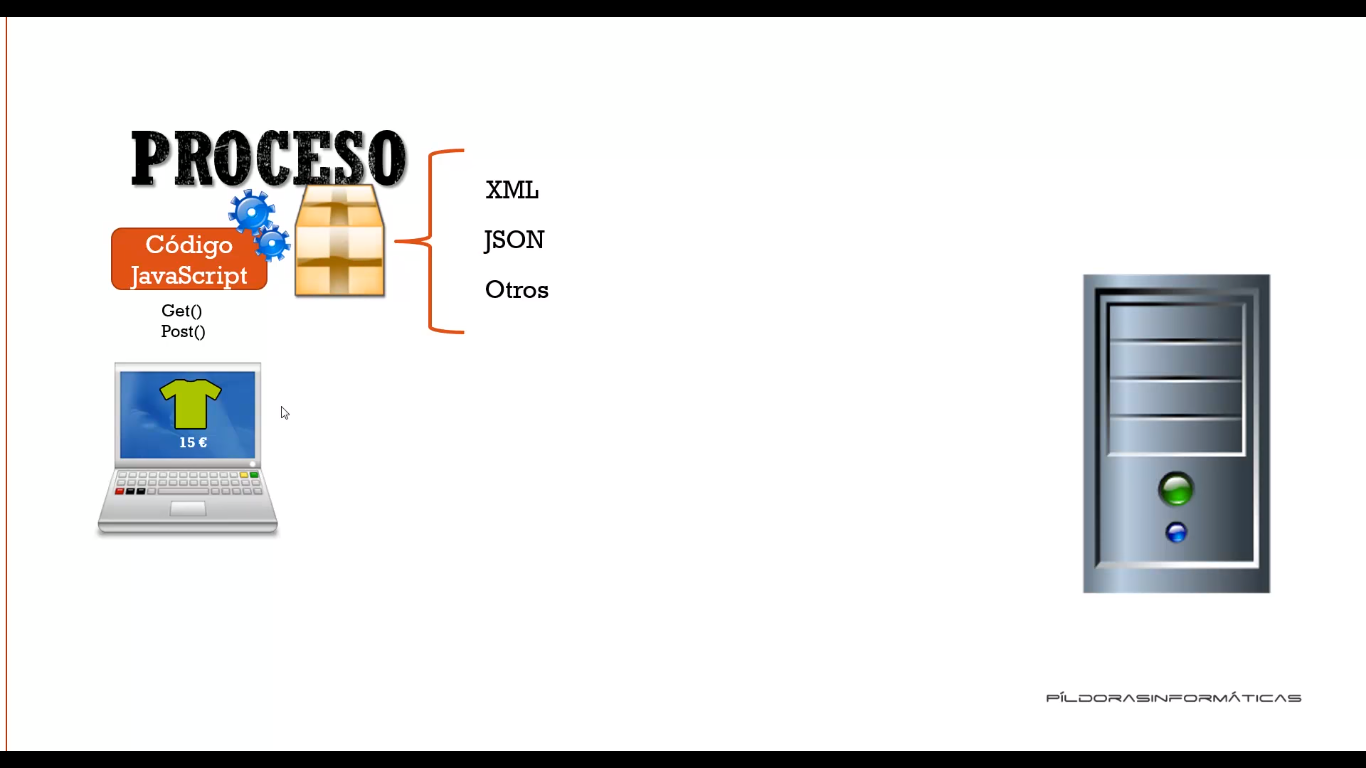 PROCESO
XML
Código
JavaScript
JSON
Otros
Get()
Post()
15 €
PÍLDORASINFORMÁTICAS